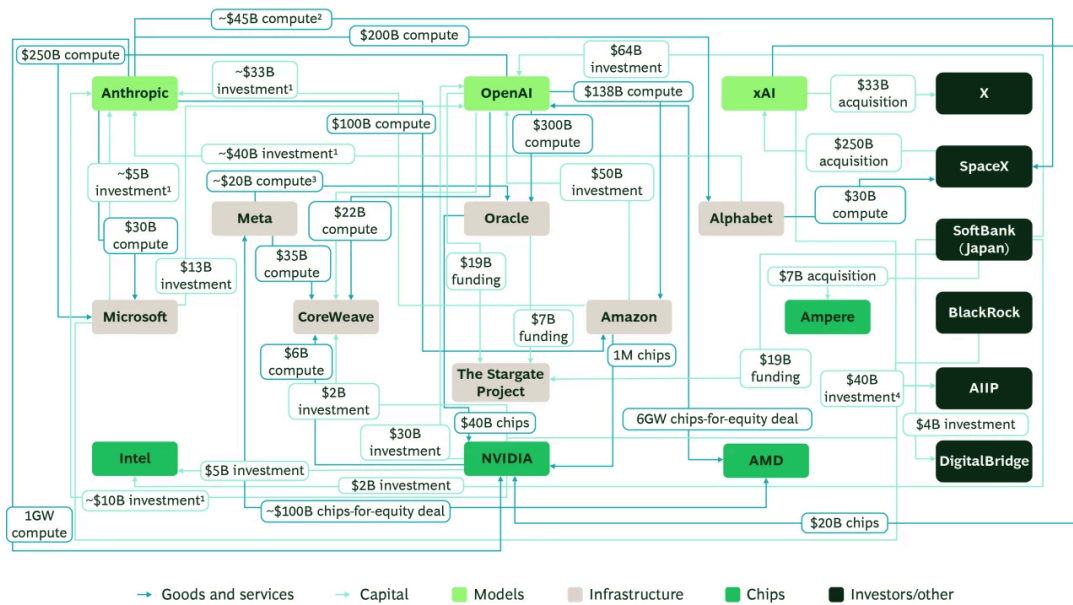 ~$45B compute²
$200B compute
$250B compute
$64B
investment
~$33B
investment¹
Anthropic
OpenAI
$138B compute
xAI
$33B
acquisition
X
$100B compute
$300B
compute
~$40B investment¹
$250B
acquisition
SpaceX
~$5B
investment¹
~$20B compute³
$50B
investment
$30B
compute
Meta
Oracle
Alphabet
$22B
compute
$30B
compute
SoftBank
(Japan)
$35B
compute
$13B
investment
$19B
funding
$7B acquisition
Microsoft
CoreWeave
Amazon
Ampere
BlackRock
$7B
funding
$6B
compute
1M chips
$19B
funding
The Stargate
Project
AIIP
$2B
investment
$40B
investment⁴
$40B chips
6GW chips-for-equity deal
$4B investment
$30B
investment
Intel
NVIDIA
AMD
DigitalBridge
$5B investment
$2B investment
~$10B investment¹
~$100B chips-for-equity deal
1GW
compute
$20B chips
Goods and services
Capital
Models
Infrastructure
Chips
Investors/other